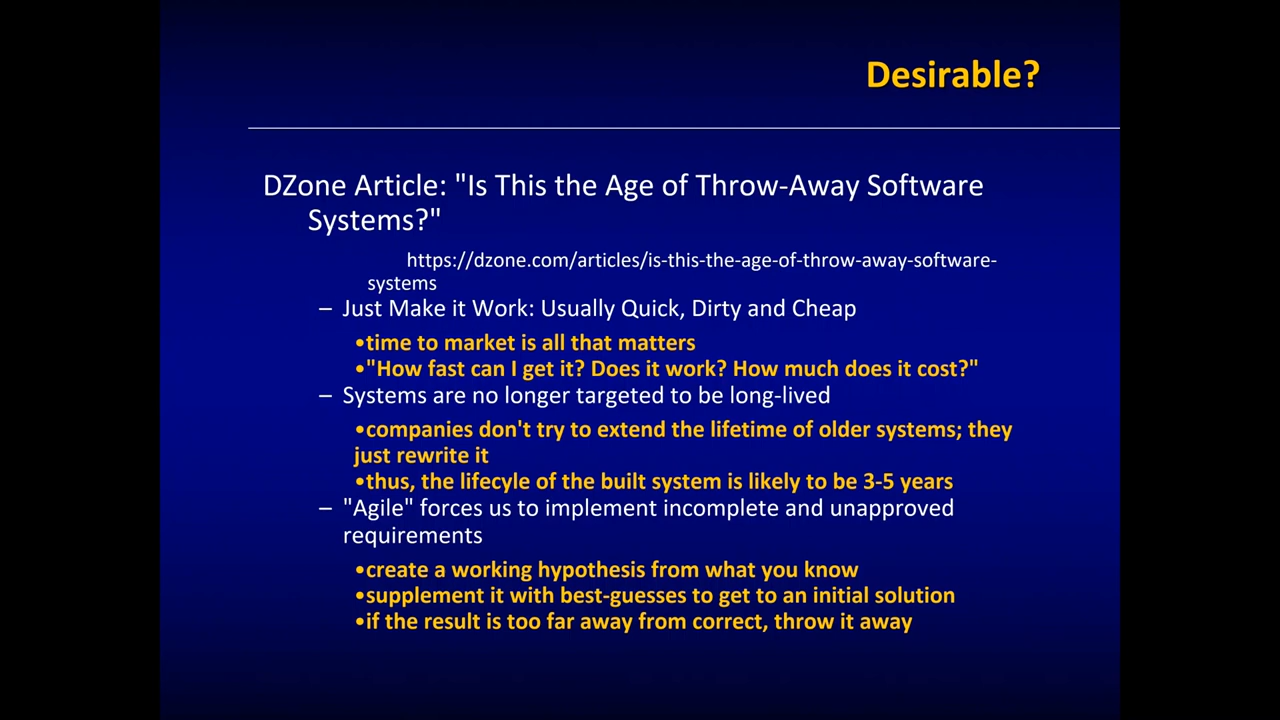 Desirable?
DZone Article: "Is This the Age of Throw-Away Software
Systems?"
https://dzone.com/articles/is-this-the-age-of-throw-away-software-
systems
– Just Make it Work: Usually Quick, Dirty and Cheap
•time to market is all that matters
•"How fast can I get it? Does it work? How much does it cost?"
– Systems are no longer targeted to be long-lived
•companies don't try to extend the lifetime of older systems; they
just rewrite it
•thus, the lifecyle of the built system is likely to be 3-5 years
– "Agile" forces us to implement incomplete and unapproved
requirements
•create a working hypothesis from what you know
•supplement it with best-guesses to get to an initial solution
•if the result is too far away from correct, throw it away